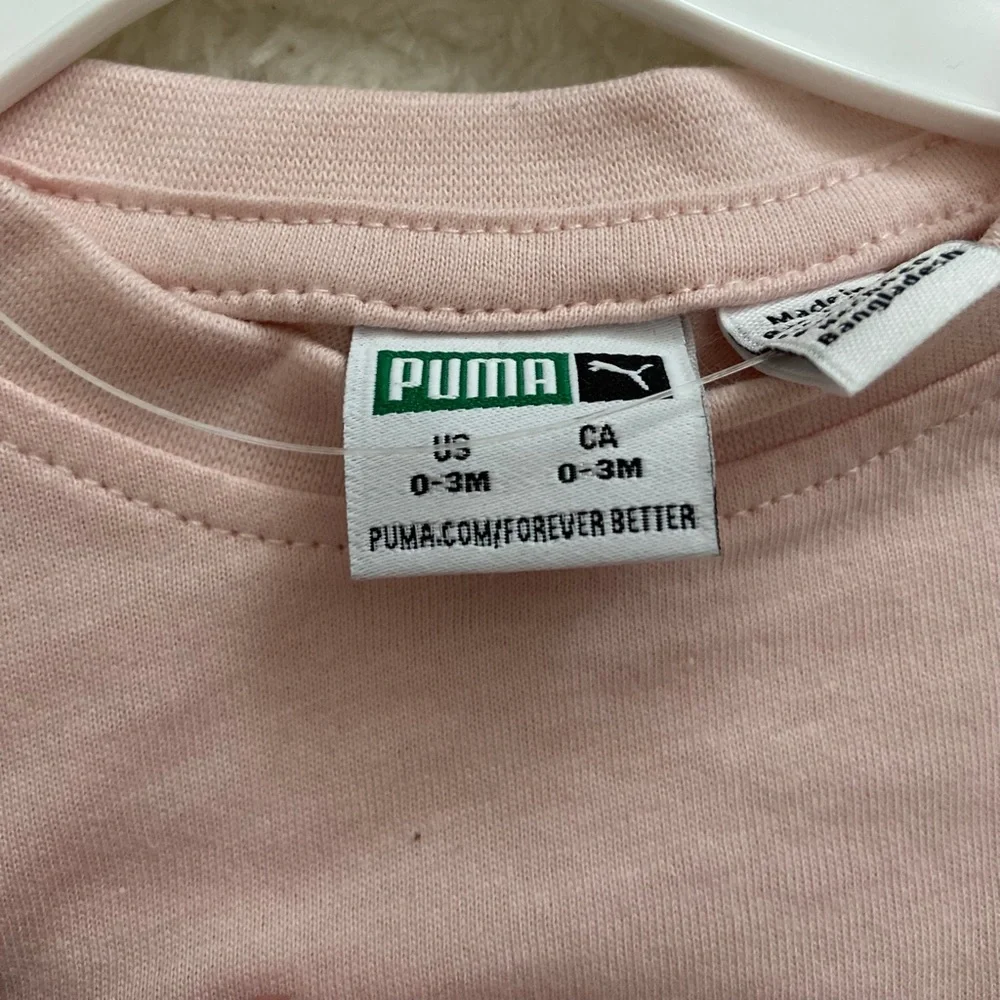 PUMA
US CA
0-3M 0-3M
PUMA.COM/FOREVER BETTER
Made in
Bangladesh